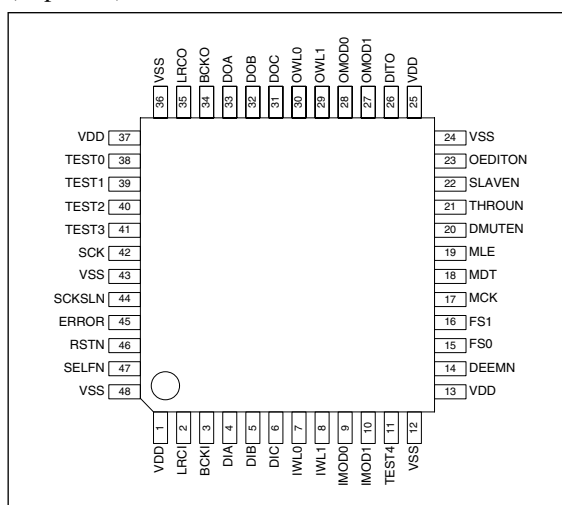 VSS LRCO BCKO DOA DOB DOC OWL0 OWL1 OMOD0 OMOD1 DITO VDD
36 35 34 33 32 31 30 29 28 27 26 25
VDD 37
TEST0 38
TEST1 39
TEST2 40
TEST3 41
SCK 42
VSS 43
SCKSLN 44
ERROR 45
RSTN 46
SELFN 47
VSS 48
24 VSS
23 OEDITON
22 SLAVEN
21 THROUN
20 DMUTEN
19 MLE
18 MDT
17 MCK
16 FS1
15 FS0
14 DEEMN
13 VDD
1 2 3 4 5 6 7 8 9 10 11 12
VDD LRCI BCKI DIA DIB DIC IWL0 IWL1 IMOD0 IMOD1 TEST4 VSS